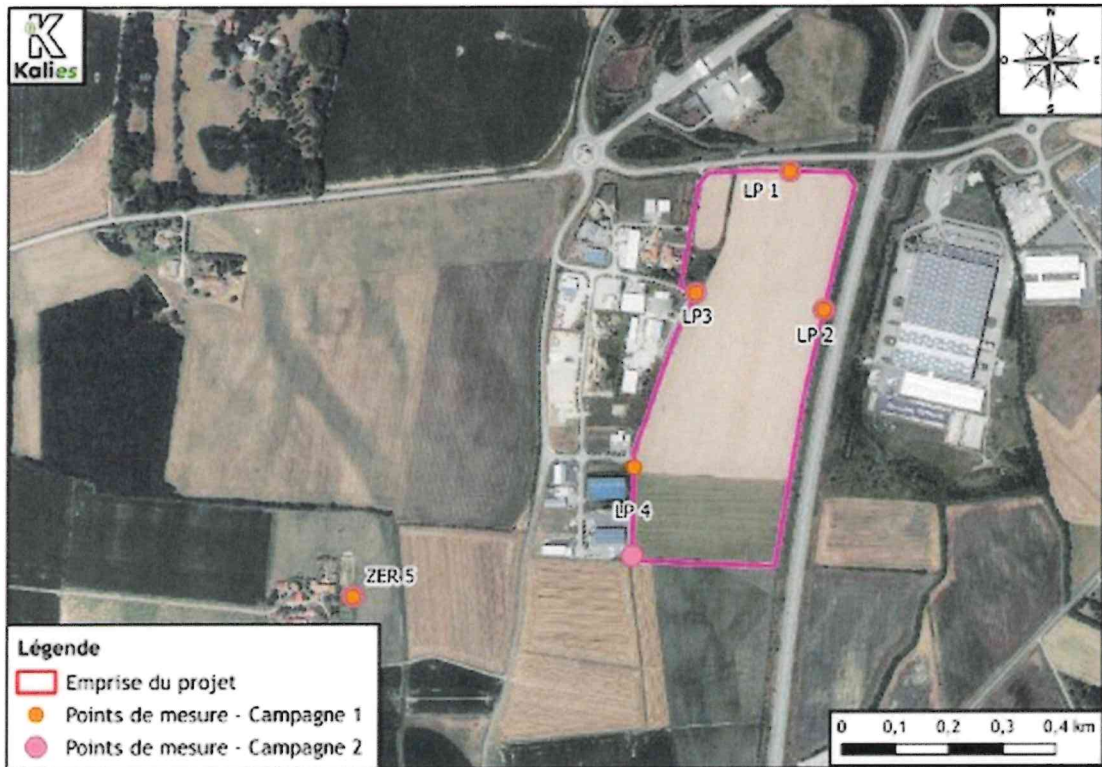 Kalies
N
O
E
S
LP 1
LP3
LP 2
LP 4
ZER 5
Légende
Emprise du projet
Points de mesure - Campagne 1
Points de mesure - Campagne 2
0 0,1 0,2 0,3 0,4 km